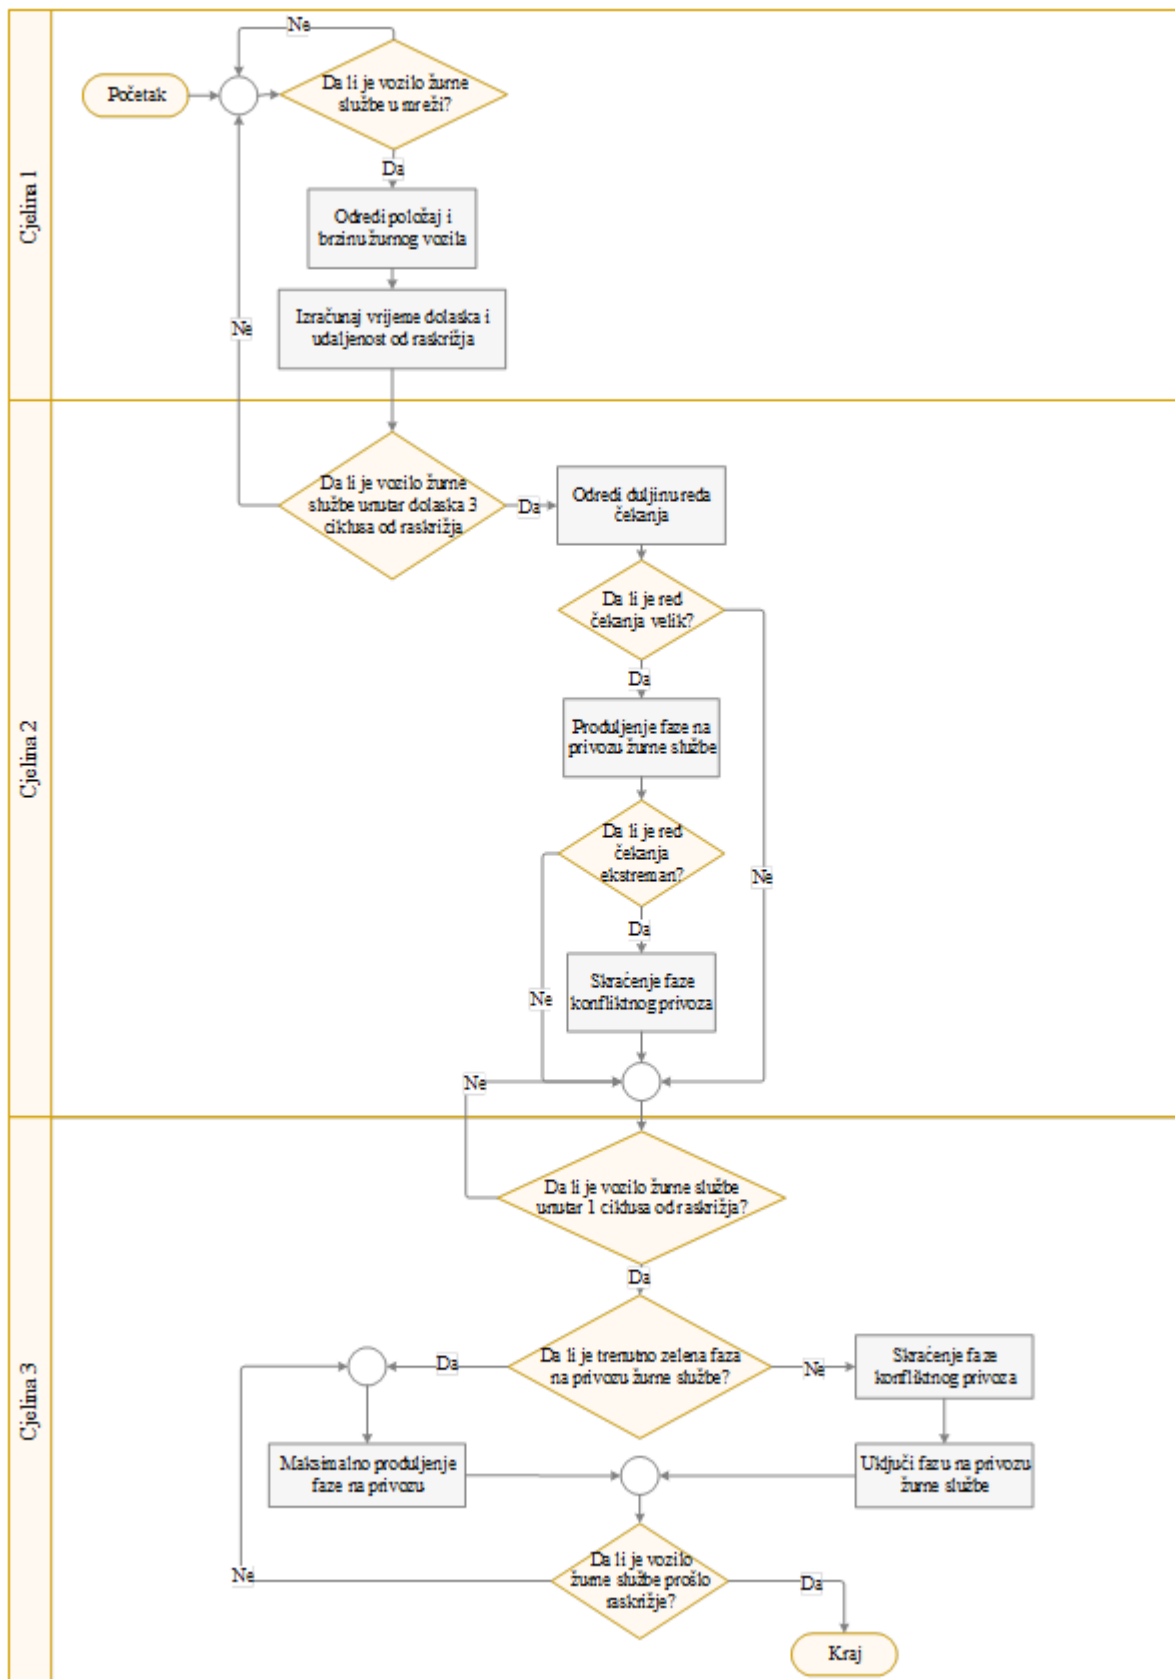 Cjelina 1
Ne
Početak
Da li je vozilo žurne
službe u mreži?
Da
Odredi položaj i
brzinu žurnog vozila
Izračunaj vrijeme dolaska i
udaljenost od raskrižja
Ne
Cjelina 2
Da li je vozilo žurne
službe unutar dolaska 3
ciklusa od raskrižja
Da
Odredi duljinu reda
čekanja
Da li je red
čekanja velik?
Da
Produljenje faze na
privozu žurne službe
Da li je red
čekanja
ekstreman?
Ne
Da
Skraćenje faze
konfliktnog privoza
Ne
Ne
Cjelina 3
Da li je vozilo žurne službe
unutar 1 ciklusa od raskrižja?
Da
Da li je trenutno zelena faza
na privozu žurne službe?
Da
Ne
Skraćenje faze
konfliktnog privoza
Maksimalno produljenje
faze na privozu
Uključi fazu na privozu
žurne službe
Da li je vozilo
žurne službe prošlo
raskrižje?
Ne
Da
Kraj